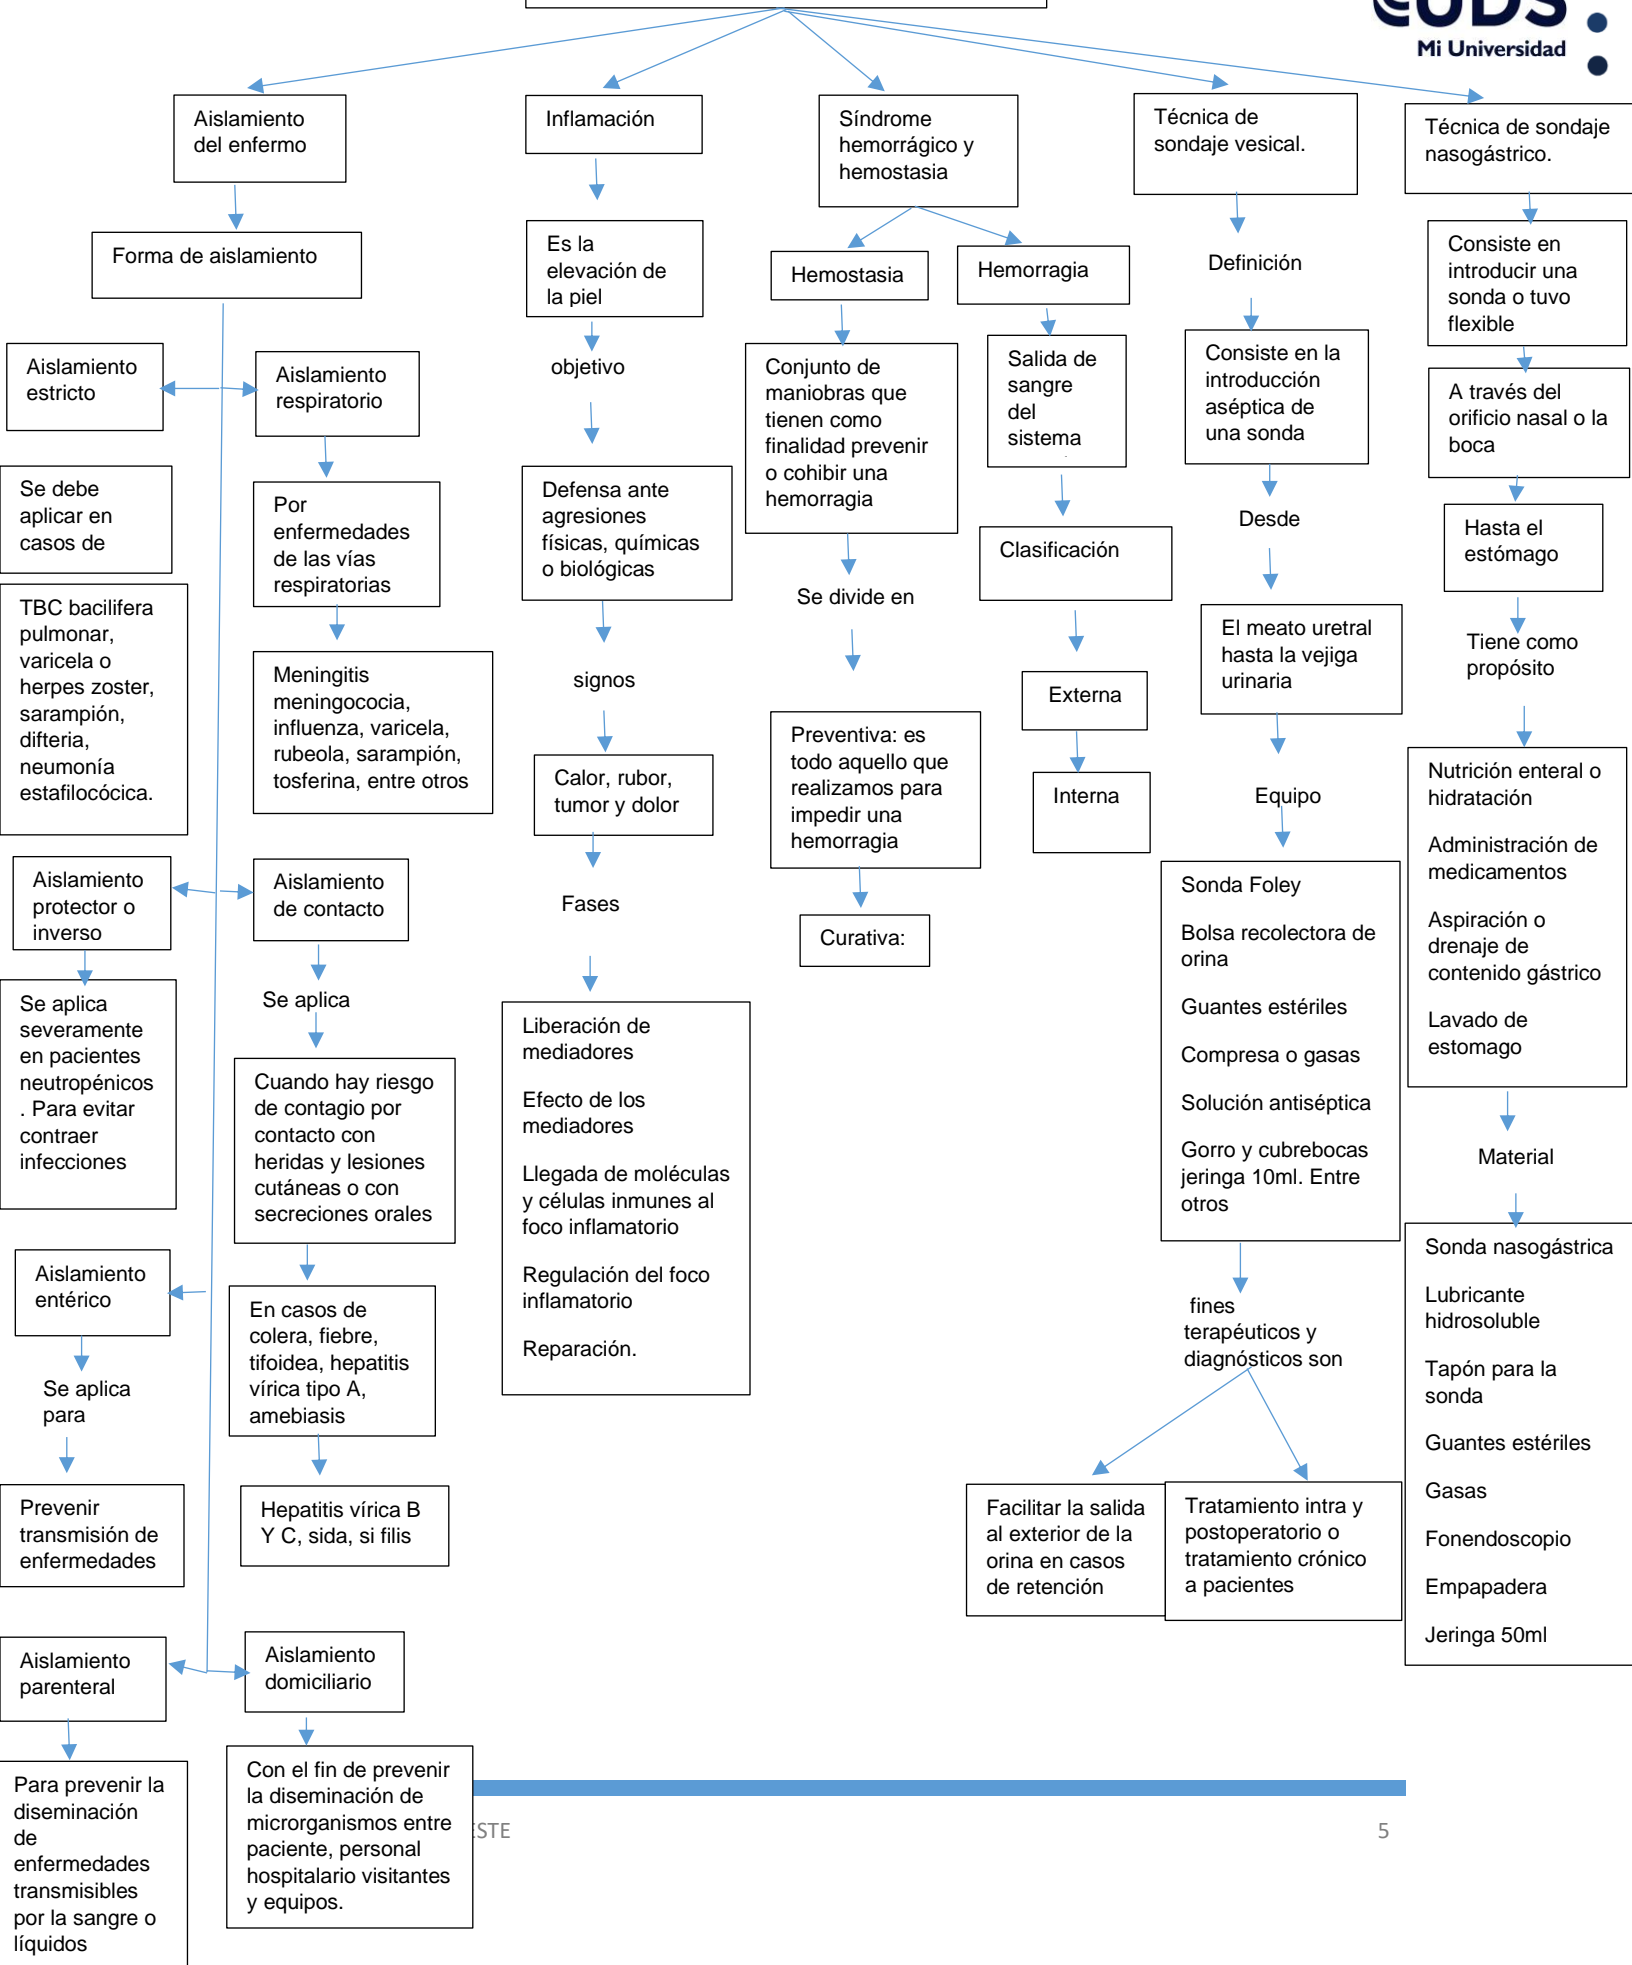 UDS
Mi Universidad
Aislamiento
del enfermo
Inflamación
Síndrome
hemorrágico y
hemostasia
Técnica de
sondaje vesical.
Técnica de sondaje
nasogástrico.
Forma de aislamiento
Es la
elevación de
la piel
Hemostasia
Hemorragia
Definición
Consiste en
introducir una
sonda o tuvo
flexible
Aislamiento
estricto
Aislamiento
respiratorio
objetivo
Conjunto de
maniobras que
tienen como
finalidad prevenir
o cohibir una
hemorragia
Salida de
sangre
del
sistema
Consiste en la
introducción
aséptica de
una sonda
A través del
orificio nasal o la
boca
Se debe
aplicar en
casos de
Por
enfermedades
de las vías
respiratorias
Defensa ante
agresiones
físicas, químicas
o biológicas
Clasificación
Desde
Hasta el
estómago
TBC bacilifera
pulmonar,
varicela o
herpes zoster,
sarampión,
difteria,
neumonía
estafilocócica.
Meningitis
meningococia,
influenza, varicela,
rubeola, sarampión,
tosferina, entre otros
signos
Se divide en
Externa
El meato uretral
hasta la vejiga
urinaria
Tiene como
propósito
Calor, rubor,
tumor y dolor
Preventiva: es
todo aquello que
realizamos para
impedir una
hemorragia
Interna
Equipo
Nutrición enteral o
hidratación
Administración de
medicamentos
Aspiración o
drenaje de
contenido gástrico
Lavado de
estomago
Aislamiento
protector o
inverso
Aislamiento
de contacto
Fases
Curativa:
Sonda Foley
Bolsa recolectora de
orina
Guantes estériles
Compresa o gasas
Solución antiséptica
Gorro y cubrebocas
jeringa 10ml. Entre
otros
Se aplica
severamente
en pacientes
neutropénicos
. Para evitar
contraer
infecciones
Se aplica
Cuando hay riesgo
de contagio por
contacto con
heridas y lesiones
cutáneas o con
secreciones orales
Liberación de
mediadores
Efecto de los
mediadores
Llegada de moléculas
y células inmunes al
foco inflamatorio
Regulación del foco
inflamatorio
Reparación.
Material
Aislamiento
entérico
En casos de
colera, fiebre,
tifoidea, hepatitis
vírica tipo A,
amebiasis
fines
terapéuticos y
diagnósticos son
Sonda nasogástrica
Lubricante
hidrosoluble
Tapón para la
sonda
Guantes estériles
Gasas
Fonendoscopio
Empapadera
Jeringa 50ml
Se aplica
para
Prevenir
transmisión de
enfermedades
Hepatitis vírica B
Y C, sida, si filis
Facilitar la salida
al exterior de la
orina en casos
de retención
Tratamiento intra y
postoperatorio o
tratamiento crónico
a pacientes
Aislamiento
parenteral
Aislamiento
domiciliario
Para prevenir la
diseminación
de
enfermedades
transmisibles
por la sangre o
líquidos
Con el fin de prevenir
la diseminación de
microrganismos entre
paciente, personal
hospitalario visitantes
y equipos.
ESTE
5